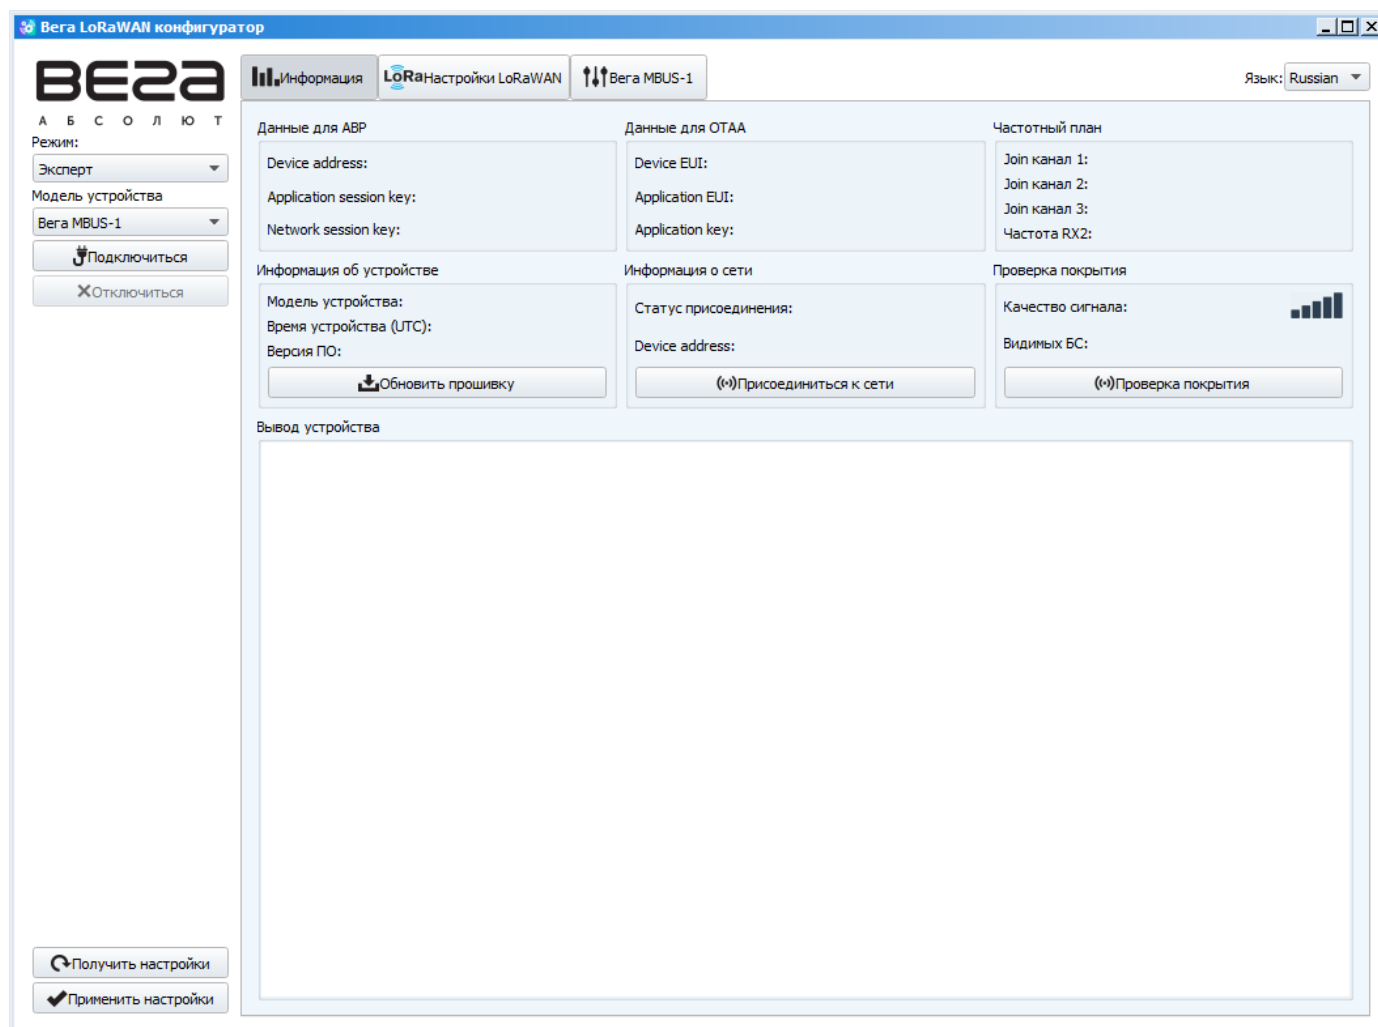 Вега LoRaWAN конфигуратор
ВЕГА
АБСОЛЮТ
Режим:
Эксперт
Модель устройства
Вега MBUS-1
Подключиться
Отключиться
Получить настройки
Применить настройки
Информация
LoRa Настройки LoRaWAN
Вега MBUS-1
Язык: Russian
Данные для ABP
Device address:
Application session key:
Network session key:
Данные для OTAA
Device EUI:
Application EUI:
Application key:
Частотный план
Join канал 1:
Join канал 2:
Join канал 3:
Частота RX2:
Информация об устройстве
Модель устройства:
Время устройства (UTC):
Версия ПО:
Обновить прошивку
Информация о сети
Статус присоединения:
Device address:
Присоединиться к сети
Проверка покрытия
Качество сигнала:
Видимых БС:
Проверка покрытия
Вывод устройства